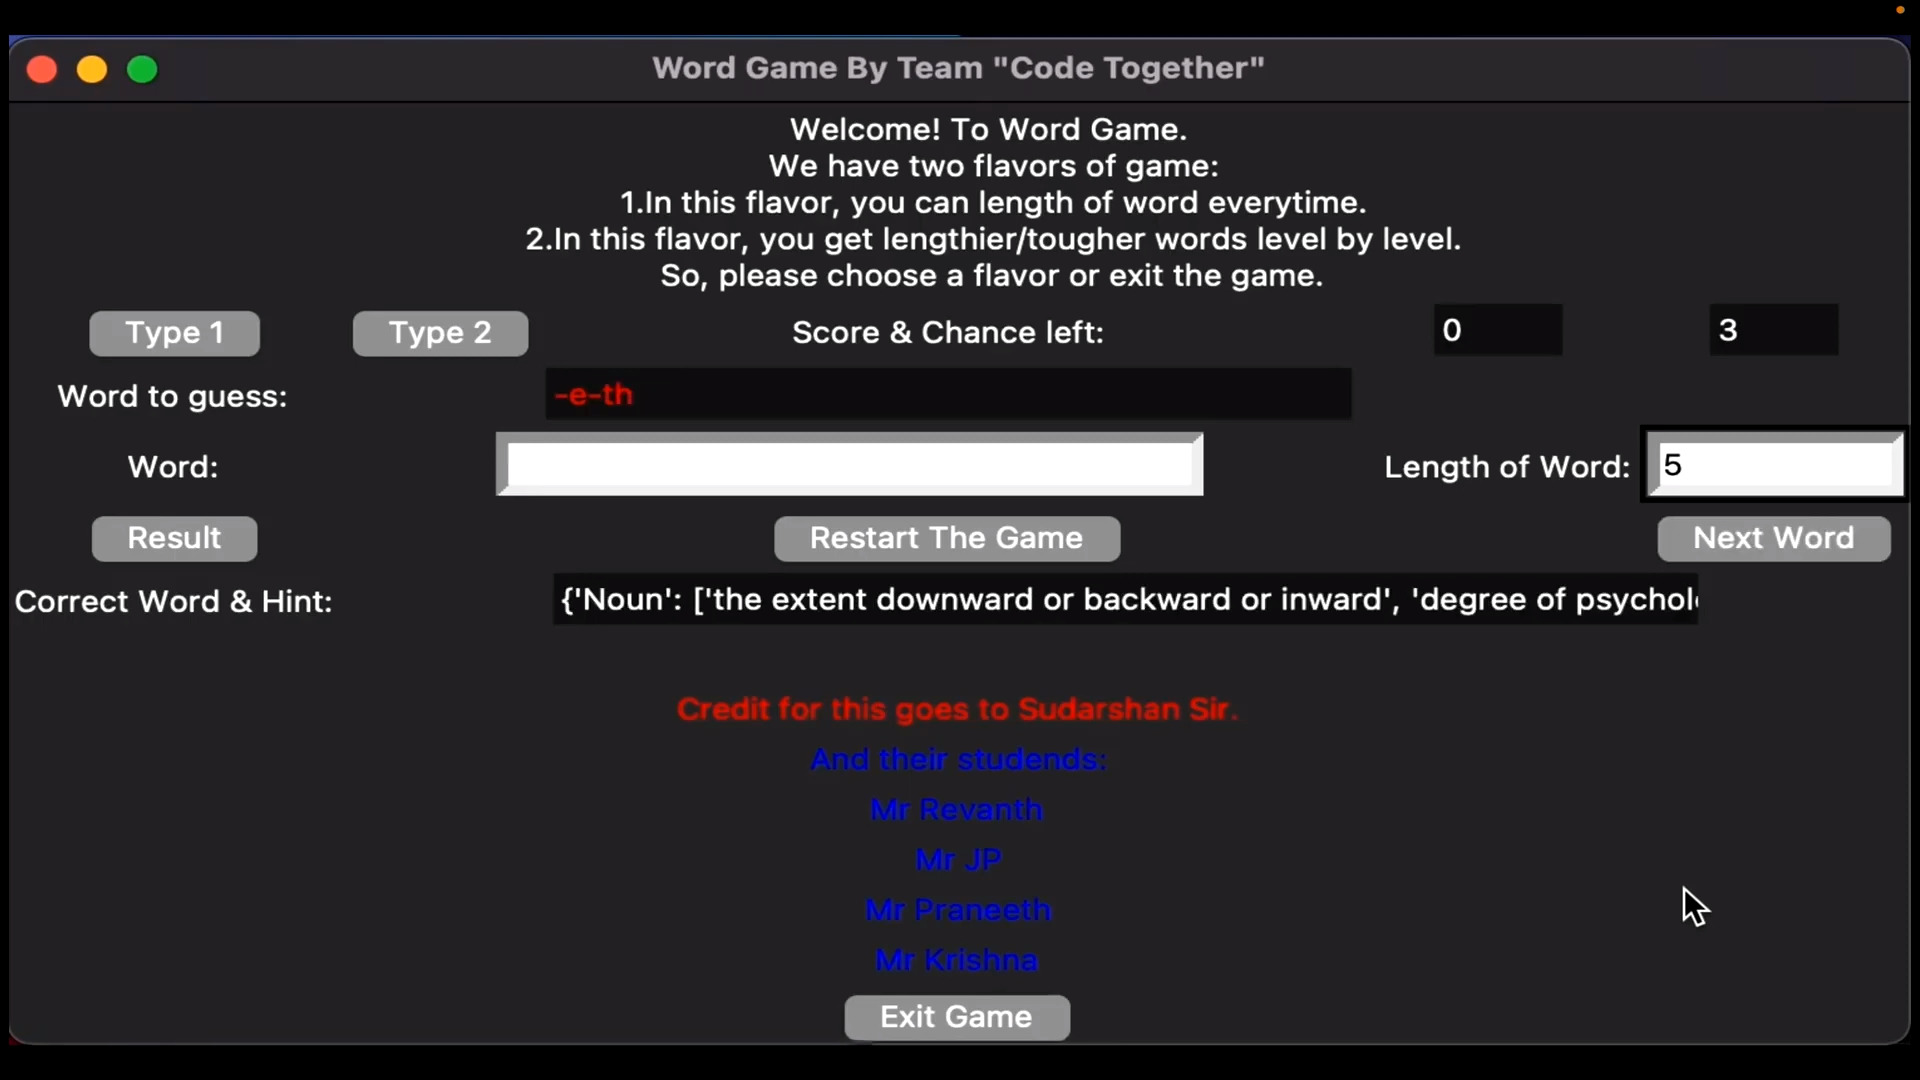 Word Game By Team "Code Together"
Welcome! To Word Game.
We have two flavors of game:
1.In this flavor, you can length of word everytime.
2.In this flavor, you get lengthier/tougher words level by level.
So, please choose a flavor or exit the game.
Type 1 Type 2 Score & Chance left: 0 3
Word to guess: -e-th
Word: Length of Word: 5
Result Restart The Game Next Word
Correct Word & Hint: {'Noun': ['the extent downward or backward or inward', 'degree of psychol
Credit for this goes to Sudarshan Sir.
And their studends:
Mr Revanth
Mr JP
Mr Praneeth
Mr Krishna
Exit Game